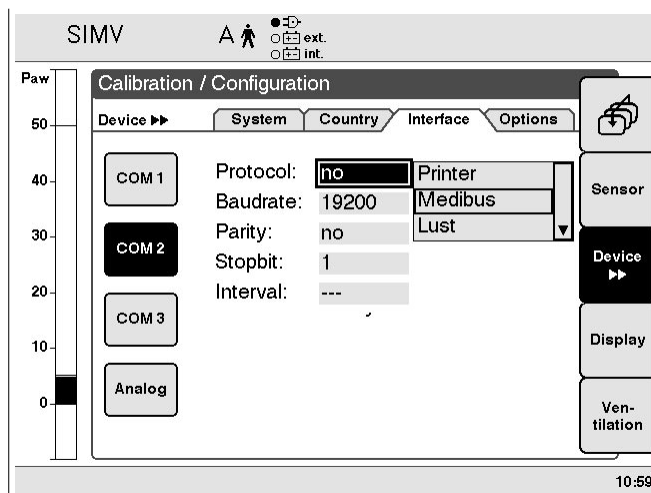 SIMV
A
ext.
int.
Paw
50
40
30
20
10
0
Calibration / Configuration
Device ▶▶
System
Country
Interface
Options
COM 1
COM 2
COM 3
Analog
Protocol: no
Baudrate: 19200
Parity: no
Stopbit: 1
Interval: ---
Printer
Medibus
Lust
Sensor
Device
▶▶
Display
Ven-
tilation
10:59